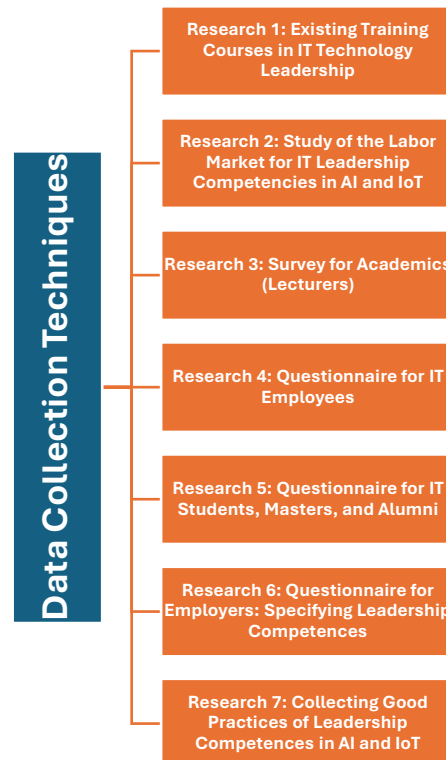 Data Collection Techniques
Research 1: Existing Training
Courses in IT Technology
Leadership
Research 2: Study of the Labor
Market for IT Leadership
Competencies in AI and IoT
Research 3: Survey for Academics
(Lecturers)
Research 4: Questionnaire for IT
Employees
Research 5: Questionnaire for IT
Students, Masters, and Alumni
Research 6: Questionnaire for
Employers: Specifying Leadership
Competences
Research 7: Collecting Good
Practices of Leadership
Competences in AI and IoT